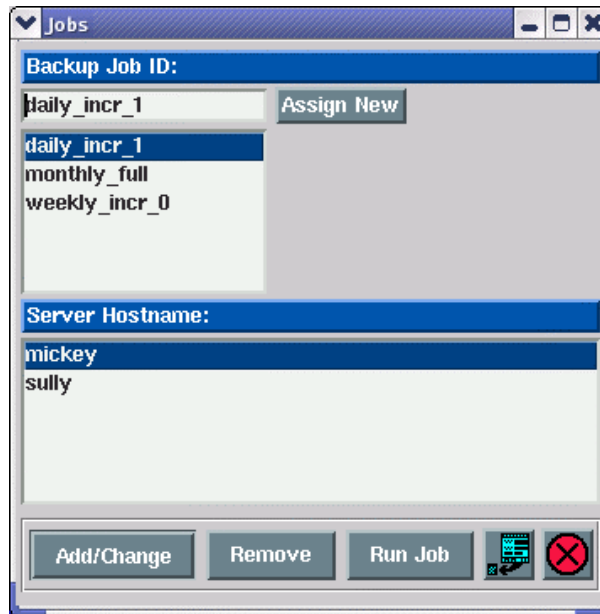 Jobs
Backup Job ID:
daily_incr_1
Assign New
daily_incr_1
monthly_full
weekly_incr_0
Server Hostname:
mickey
sully
Add/Change
Remove
Run Job